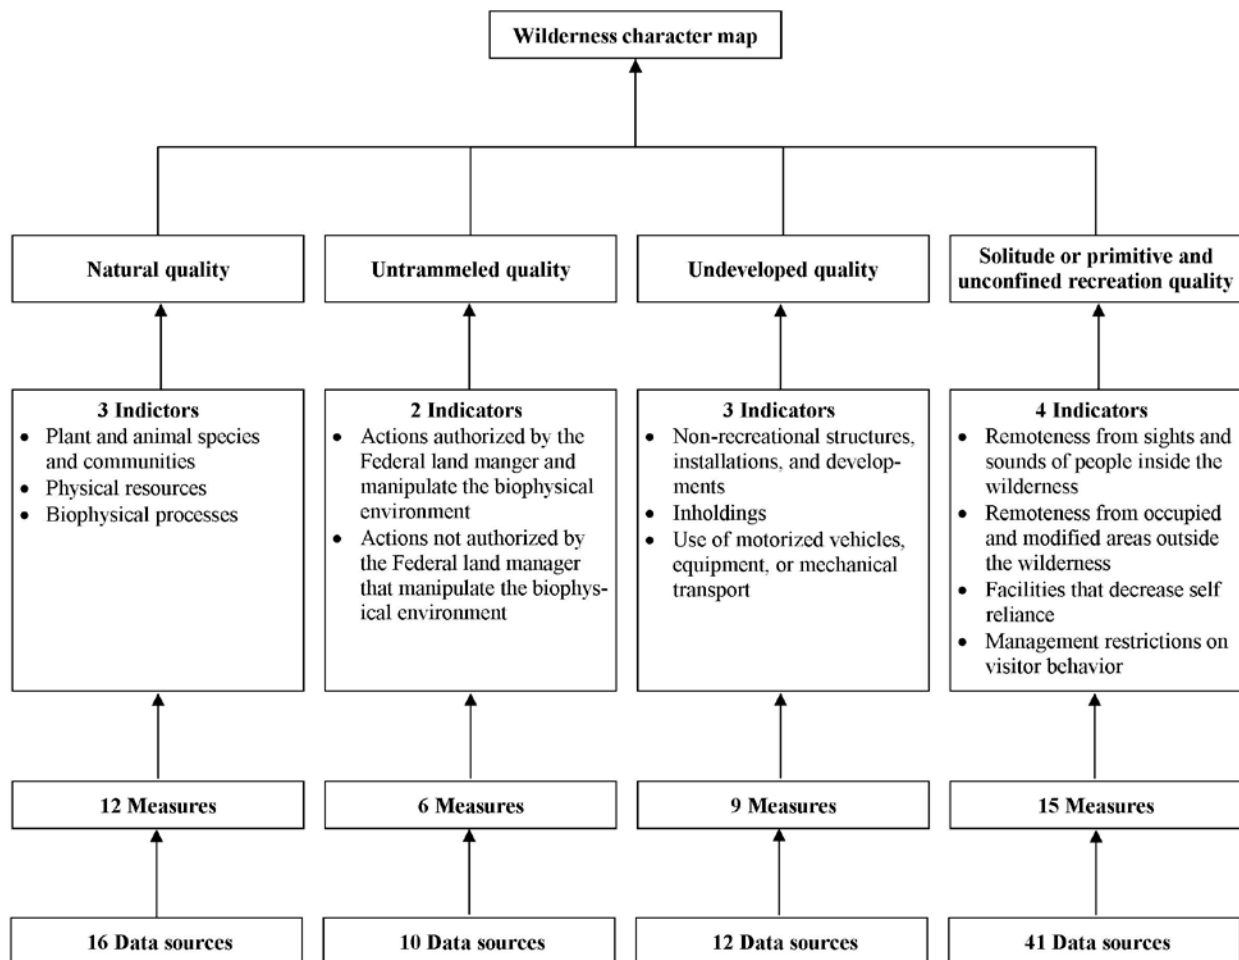 Wilderness character map
Natural quality
Untrammeled quality
Undeveloped quality
Solitude or primitive and
unconfined recreation quality
3 Indictors
• Plant and animal species
and communities
• Physical resources
• Biophysical processes
2 Indicators
• Actions authorized by the
Federal land manger and
manipulate the biophysical
environment
• Actions not authorized by
the Federal land manager
that manipulate the biophys-
ical environment
3 Indicators
• Non-recreational structures,
installations, and develop-
ments
• Inholdings
• Use of motorized vehicles,
equipment, or mechanical
transport
4 Indicators
• Remoteness from sights and
sounds of people inside the
wilderness
• Remoteness from occupied
and modified areas outside
the wilderness
• Facilities that decrease self
reliance
• Management restrictions on
visitor behavior
12 Measures
6 Measures
9 Measures
15 Measures
16 Data sources
10 Data sources
12 Data sources
41 Data sources